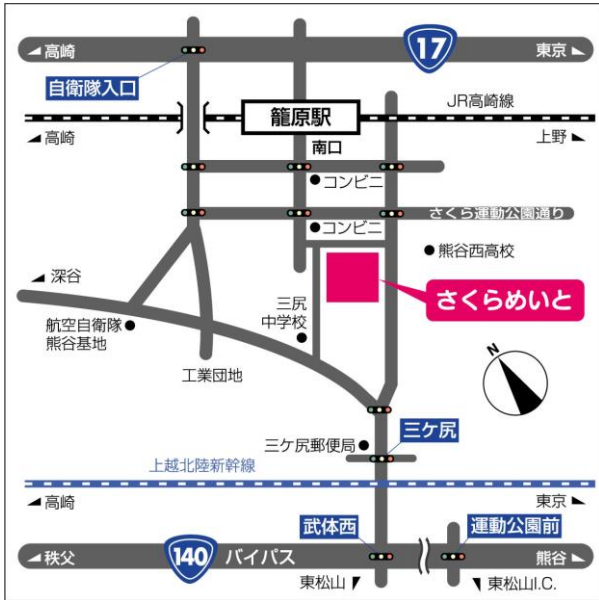 高崎
17
東京
自衛隊入口
JR高崎線
籠原駅
高崎
南口
上野
コンビニ
さくら運動公園通り
コンビニ
熊谷西高校
深谷
さくらめいと
三尻
中学校
航空自衛隊
熊谷基地
工業団地
N
三ケ尻郵便局
三ケ尻
上越北陸新幹線
高崎
東京
武体西
運動公園前
秩父
140
バイパス
熊谷
東松山
東松山I.C.